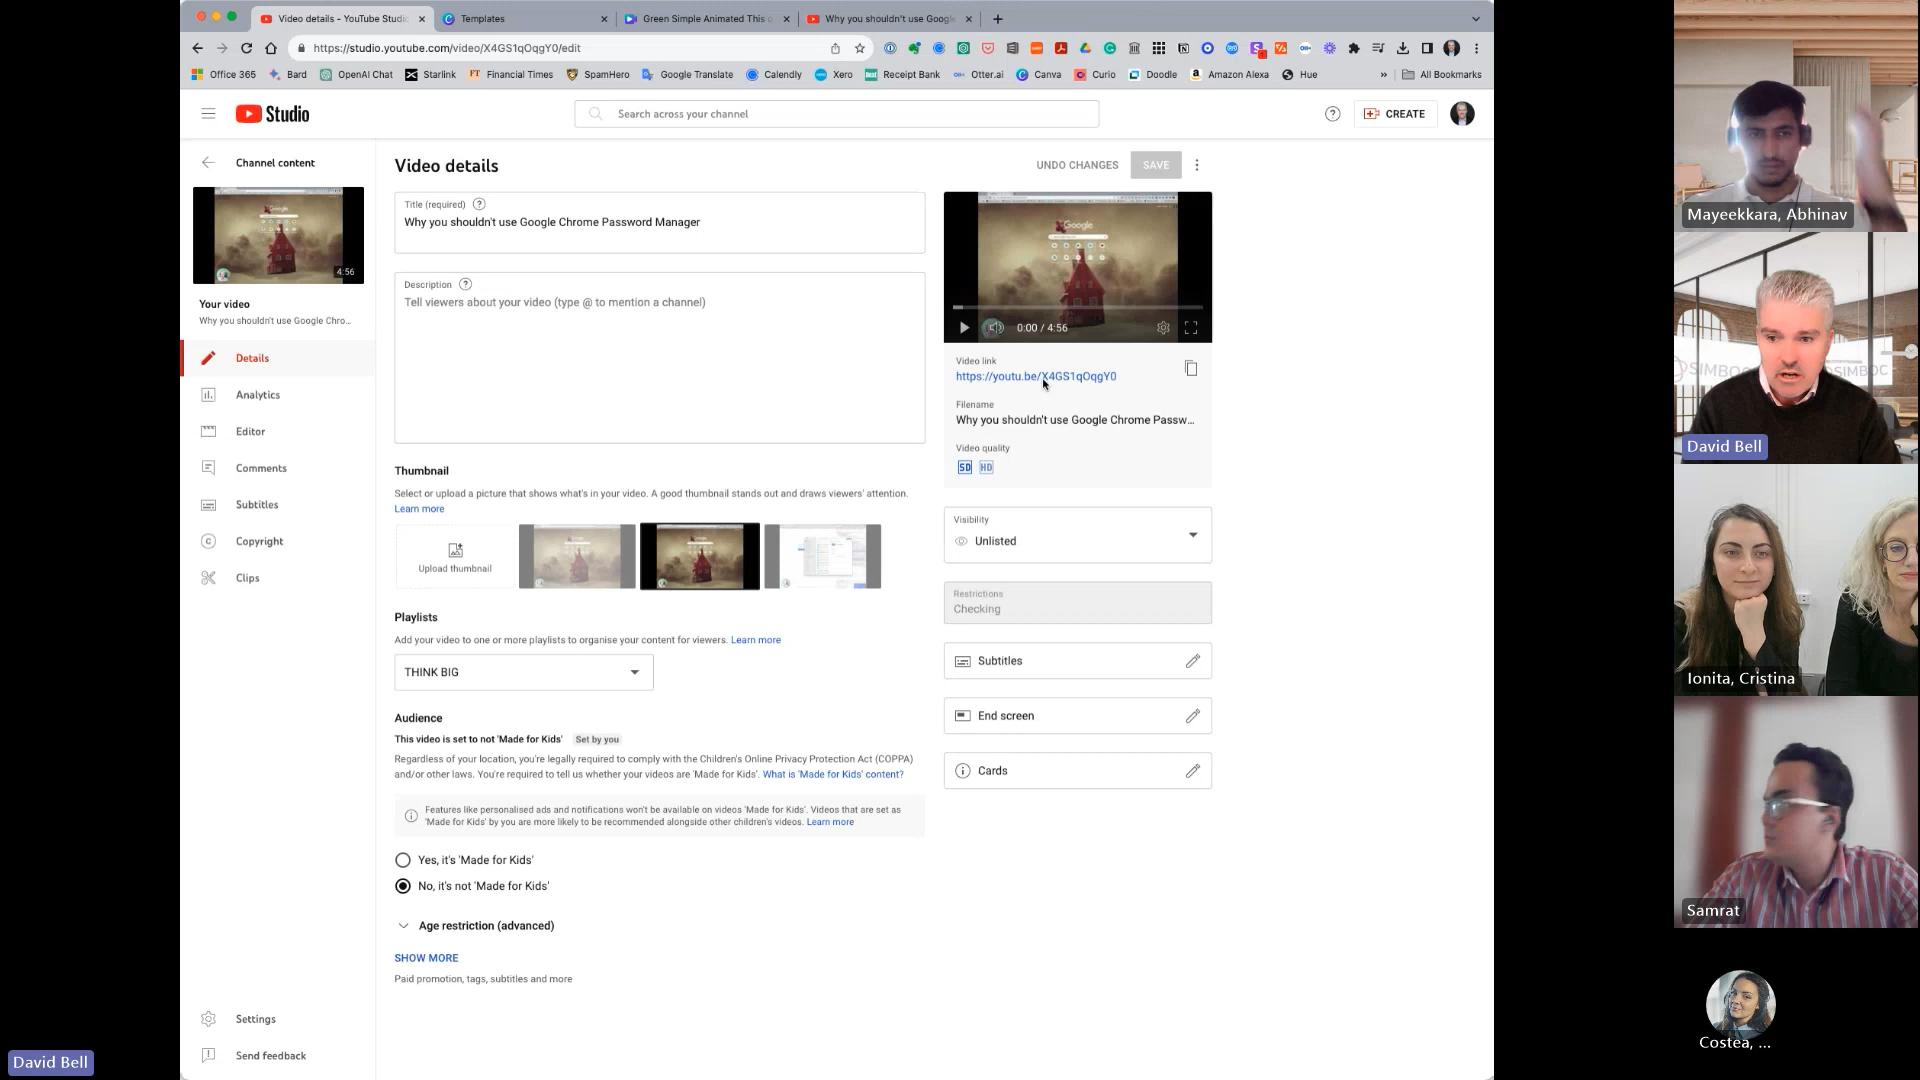 Video details - YouTube Studio
Templates
Green Simple Animated This o
Why you shouldn't use Google
https://studio.youtube.com/video/X4GS1qOqgY0/edit
Office 365
Bard
OpenAI Chat
Starlink
FT Financial Times
SpamHero
Google Translate
Calendly
Xero
Receipt Bank
Otter.ai
Canva
Curio
Doodle
Amazon Alexa
Hue
All Bookmarks
Studio
Search across your channel
CREATE
Channel content
4:56
Your video
Why you shouldn't use Google Chro...
Details
Analytics
Editor
Comments
Subtitles
Copyright
Clips
Settings
Send feedback
Video details
UNDO CHANGES
SAVE
Title (required)
Why you shouldn't use Google Chrome Password Manager
Description
Tell viewers about your video (type @ to mention a channel)
Thumbnail
Select or upload a picture that shows what's in your video. A good thumbnail stands out and draws viewers' attention.
Learn more
Upload thumbnail
Playlists
Add your video to one or more playlists to organise your content for viewers. Learn more
THINK BIG
Audience
This video is set to not 'Made for Kids' Set by you
Regardless of your location, you're legally required to comply with the Children's Online Privacy Protection Act (COPPA)
and/or other laws. You're required to tell us whether your videos are 'Made for Kids'. What is 'Made for Kids' content?
Features like personalised ads and notifications won't be available on videos 'Made for Kids'. Videos that are set as
'Made for Kids' by you are more likely to be recommended alongside other children's videos. Learn more
Yes, it's 'Made for Kids'
No, it's not 'Made for Kids'
Age restriction (advanced)
SHOW MORE
Paid promotion, tags, subtitles and more
Google
0:00 / 4:56
Video link
https://youtu.be/X4GS1qOqgY0
Filename
Why you shouldn't use Google Chrome Passw...
Video quality
SD HD
Visibility
Unlisted
Restrictions
Checking
Subtitles
End screen
Cards
Mayeekkara, Abhinav
SIMBOC
SIMBOC
David Bell
Ionita, Cristina
Samrat
Costea, ...
David Bell